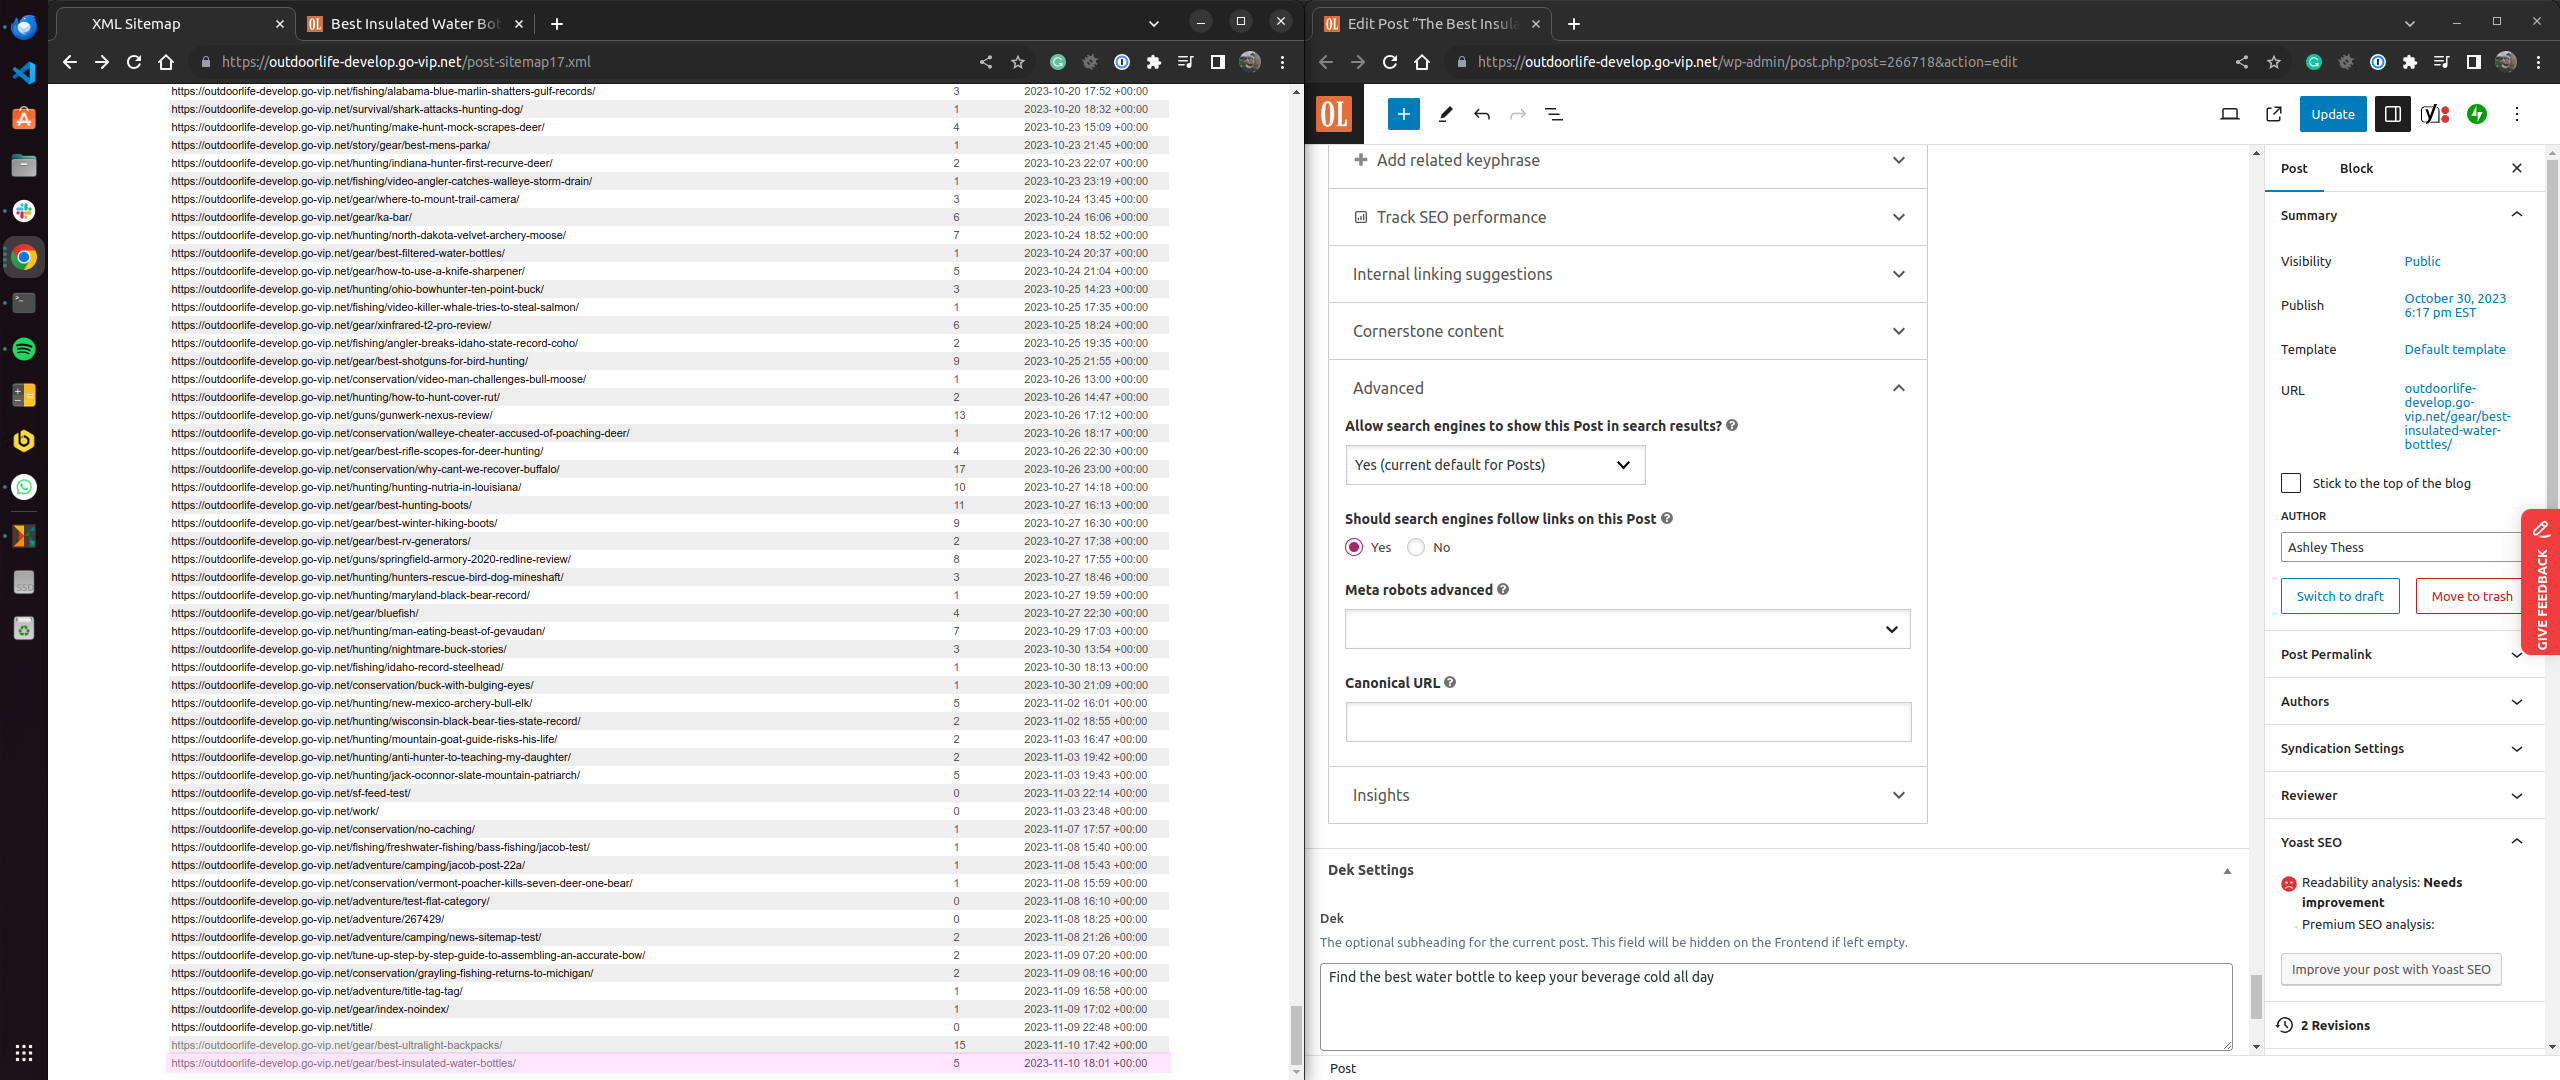 XML Sitemap
Best Insulated Water Bot
https://outdoorlife-develop.go-vip.net/post-sitemap17.xml
https://outdoorlife-develop.go-vip.net/fishing/alabama-blue-marlin-shatters-gulf-records/ 3 2023-10-20 17:52 +00:00
https://outdoorlife-develop.go-vip.net/survival/shark-attacks-hunting-dog/ 1 2023-10-20 18:32 +00:00
https://outdoorlife-develop.go-vip.net/hunting/make-hunt-mock-scrapes-deer/ 4 2023-10-23 15:09 +00:00
https://outdoorlife-develop.go-vip.net/story/gear/best-mens-parka/ 1 2023-10-23 21:45 +00:00
https://outdoorlife-develop.go-vip.net/hunting/indiana-hunter-first-recurve-deer/ 2 2023-10-23 22:07 +00:00
https://outdoorlife-develop.go-vip.net/fishing/video-angler-catches-walleye-storm-drain/ 1 2023-10-23 23:19 +00:00
https://outdoorlife-develop.go-vip.net/gear/where-to-mount-trail-camera/ 3 2023-10-24 13:45 +00:00
https://outdoorlife-develop.go-vip.net/gear/ka-bar/ 6 2023-10-24 16:06 +00:00
https://outdoorlife-develop.go-vip.net/hunting/north-dakota-velvet-archery-moose/ 7 2023-10-24 18:52 +00:00
https://outdoorlife-develop.go-vip.net/gear/best-filtered-water-bottles/ 1 2023-10-24 20:37 +00:00
https://outdoorlife-develop.go-vip.net/gear/how-to-use-a-knife-sharpener/ 5 2023-10-24 21:04 +00:00
https://outdoorlife-develop.go-vip.net/hunting/ohio-bowhunter-ten-point-buck/ 3 2023-10-25 14:23 +00:00
https://outdoorlife-develop.go-vip.net/fishing/video-killer-whale-tries-to-steal-salmon/ 1 2023-10-25 17:35 +00:00
https://outdoorlife-develop.go-vip.net/gear/xinfrared-t2-pro-review/ 6 2023-10-25 18:24 +00:00
https://outdoorlife-develop.go-vip.net/fishing/angler-breaks-idaho-state-record-coho/ 2 2023-10-25 19:35 +00:00
https://outdoorlife-develop.go-vip.net/gear/best-shotguns-for-bird-hunting/ 9 2023-10-25 21:55 +00:00
https://outdoorlife-develop.go-vip.net/conservation/video-man-challenges-bull-moose/ 1 2023-10-26 13:00 +00:00
https://outdoorlife-develop.go-vip.net/hunting/how-to-hunt-cover-rut/ 2 2023-10-26 14:47 +00:00
https://outdoorlife-develop.go-vip.net/guns/gunwerk-nexus-review/ 13 2023-10-26 17:12 +00:00
https://outdoorlife-develop.go-vip.net/conservation/walleye-cheater-accused-of-poaching-deer/ 1 2023-10-26 18:17 +00:00
https://outdoorlife-develop.go-vip.net/gear/best-rifle-scopes-for-deer-hunting/ 4 2023-10-26 22:30 +00:00
https://outdoorlife-develop.go-vip.net/conservation/why-cant-we-recover-buffalo/ 17 2023-10-26 23:00 +00:00
https://outdoorlife-develop.go-vip.net/hunting/hunting-nutria-in-louisiana/ 10 2023-10-27 14:18 +00:00
https://outdoorlife-develop.go-vip.net/gear/best-hunting-boots/ 11 2023-10-27 16:13 +00:00
https://outdoorlife-develop.go-vip.net/gear/best-winter-hiking-boots/ 9 2023-10-27 16:30 +00:00
https://outdoorlife-develop.go-vip.net/gear/best-rv-generators/ 2 2023-10-27 17:38 +00:00
https://outdoorlife-develop.go-vip.net/guns/springfield-armory-2020-redline-review/ 8 2023-10-27 17:55 +00:00
https://outdoorlife-develop.go-vip.net/hunting/hunters-rescue-bird-dog-mineshaft/ 3 2023-10-27 18:46 +00:00
https://outdoorlife-develop.go-vip.net/hunting/maryland-black-bear-record/ 1 2023-10-27 19:59 +00:00
https://outdoorlife-develop.go-vip.net/gear/bluefish/ 4 2023-10-27 22:30 +00:00
https://outdoorlife-develop.go-vip.net/hunting/man-eating-beast-of-gevaudan/ 7 2023-10-29 17:03 +00:00
https://outdoorlife-develop.go-vip.net/hunting/nightmare-buck-stories/ 3 2023-10-30 13:54 +00:00
https://outdoorlife-develop.go-vip.net/fishing/idaho-record-steelhead/ 1 2023-10-30 18:13 +00:00
https://outdoorlife-develop.go-vip.net/conservation/buck-with-bulging-eyes/ 1 2023-10-30 21:09 +00:00
https://outdoorlife-develop.go-vip.net/hunting/new-mexico-archery-bull-elk/ 5 2023-11-02 16:01 +00:00
https://outdoorlife-develop.go-vip.net/hunting/wisconsin-black-bear-ties-state-record/ 2 2023-11-02 18:55 +00:00
https://outdoorlife-develop.go-vip.net/hunting/mountain-goat-guide-risks-his-life/ 2 2023-11-03 16:47 +00:00
https://outdoorlife-develop.go-vip.net/hunting/anti-hunter-to-teaching-my-daughter/ 2 2023-11-03 19:42 +00:00
https://outdoorlife-develop.go-vip.net/hunting/jack-oconnor-slate-mountain-patriarch/ 5 2023-11-03 19:43 +00:00
https://outdoorlife-develop.go-vip.net/sf-feed-test/ 0 2023-11-03 22:14 +00:00
https://outdoorlife-develop.go-vip.net/work/ 0 2023-11-03 23:48 +00:00
https://outdoorlife-develop.go-vip.net/conservation/no-caching/ 1 2023-11-07 17:57 +00:00
https://outdoorlife-develop.go-vip.net/fishing/freshwater-fishing/bass-fishing/jacob-test/ 1 2023-11-08 15:40 +00:00
https://outdoorlife-develop.go-vip.net/adventure/camping/jacob-post-22a/ 1 2023-11-08 15:43 +00:00
https://outdoorlife-develop.go-vip.net/conservation/vermont-poacher-kills-seven-deer-one-bear/ 1 2023-11-08 15:59 +00:00
https://outdoorlife-develop.go-vip.net/adventure/test-flat-category/ 0 2023-11-08 16:10 +00:00
https://outdoorlife-develop.go-vip.net/adventure/267429/ 0 2023-11-08 18:25 +00:00
https://outdoorlife-develop.go-vip.net/adventure/camping/news-sitemap-test/ 2 2023-11-08 21:26 +00:00
https://outdoorlife-develop.go-vip.net/tune-up-step-by-step-guide-to-assembling-an-accurate-bow/ 2 2023-11-09 07:20 +00:00
https://outdoorlife-develop.go-vip.net/conservation/grayling-fishing-returns-to-michigan/ 2 2023-11-09 08:16 +00:00
https://outdoorlife-develop.go-vip.net/adventure/title-tag-tag/ 1 2023-11-09 16:58 +00:00
https://outdoorlife-develop.go-vip.net/gear/index-noindex/ 1 2023-11-09 17:02 +00:00
https://outdoorlife-develop.go-vip.net/title/ 0 2023-11-09 22:48 +00:00
https://outdoorlife-develop.go-vip.net/gear/best-ultralight-backpacks/ 15 2023-11-10 17:42 +00:00
https://outdoorlife-develop.go-vip.net/gear/best-insulated-water-bottles/ 5 2023-11-10 18:01 +00:00
Edit Post “The Best Insula
https://outdoorlife-develop.go-vip.net/wp-admin/post.php?post=266718&action=edit
OL
Update
Add related keyphrase
Track SEO performance
Internal linking suggestions
Cornerstone content
Advanced
Allow search engines to show this Post in search results?
Yes (current default for Posts)
Should search engines follow links on this Post
Yes No
Meta robots advanced
Canonical URL
Insights
Dek Settings
Dek
The optional subheading for the current post. This field will be hidden on the Frontend if left empty.
Find the best water bottle to keep your beverage cold all day
Post
Post Block
Summary
Visibility Public
Publish October 30, 2023
6:17 pm EST
Template Default template
URL outdoorlife-
develop.go-
vip.net/gear/best-
insulated-water-
bottles/
Stick to the top of the blog
AUTHOR
Ashley Thess
Switch to draft Move to trash
GIVE FEEDBACK
Post Permalink
Authors
Syndication Settings
Reviewer
Yoast SEO
Readability analysis: Needs
improvement
Premium SEO analysis:
Improve your post with Yoast SEO
2 Revisions